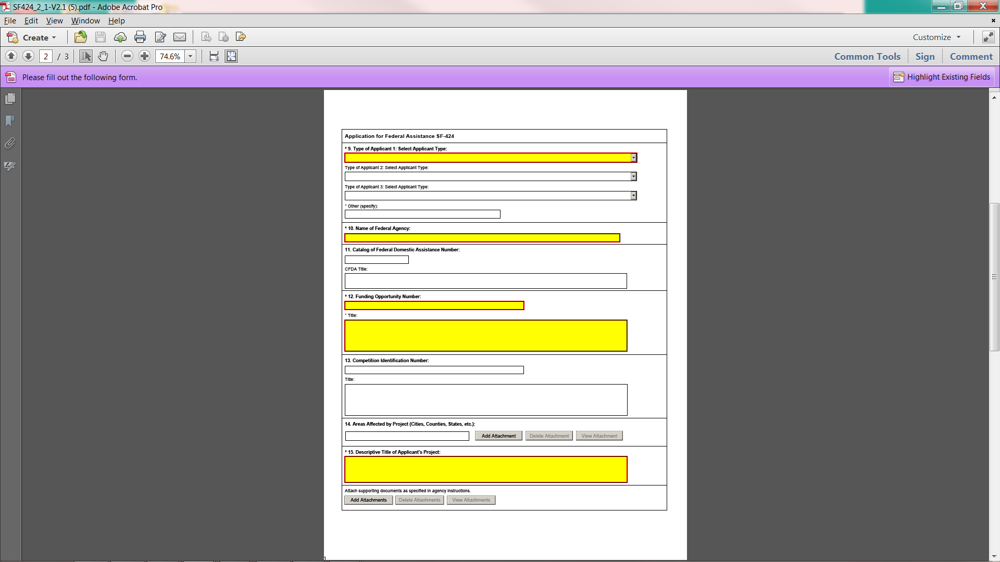 SF424_2_1-V2.1 (5).pdf - Adobe Acrobat Pro
File Edit View Window Help
Create Customize
2 / 3 74.6% Common Tools Sign Comment
Please fill out the following form. Highlight Existing Fields
Application for Federal Assistance SF-424
* 9. Type of Applicant 1: Select Applicant Type:
Type of Applicant 2: Select Applicant Type:
Type of Applicant 3: Select Applicant Type:
* Other (specify):
* 10. Name of Federal Agency:
11. Catalog of Federal Domestic Assistance Number:
CFDA Title:
* 12. Funding Opportunity Number:
* Title:
13. Competition Identification Number:
Title:
14. Areas Affected by Project (Cities, Counties, States, etc.):
Add Attachment Delete Attachment View Attachment
* 15. Descriptive Title of Applicant's Project:
Attach supporting documents as specified in agency instructions.
Add Attachments Delete Attachments View Attachments